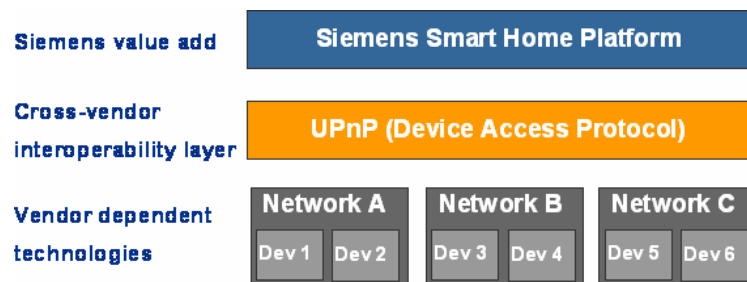 Siemens value add
Siemens Smart Home Platform
Cross-vendor
interoperability layer
UPnP (Device Access Protocol)
Vendor dependent
technologies
Network A
Network B
Network C
Dev 1
Dev 2
Dev 3
Dev 4
Dev 5
Dev 6